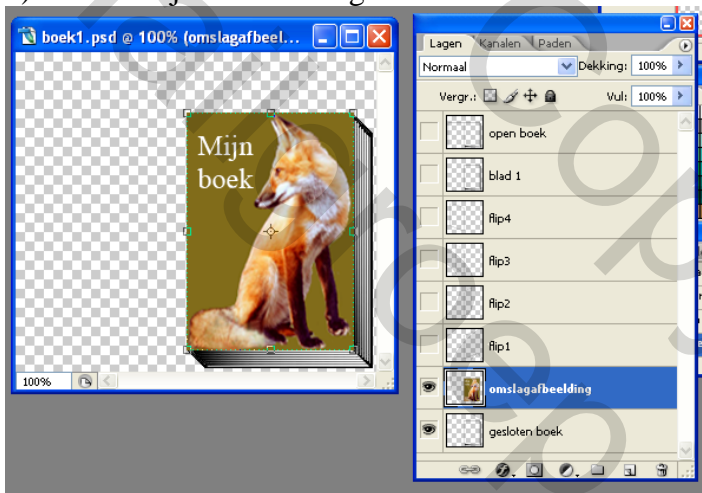 boek1.psd @ 100% (omslagafbeel...
Mijn
boek
100%
Lagen Kanalen Paden
Normaal Dekking: 100%
Vergr.: Vul: 100%
open boek
blad 1
flip4
flip3
flip2
flip1
omslagafbeelding
gesloten boek